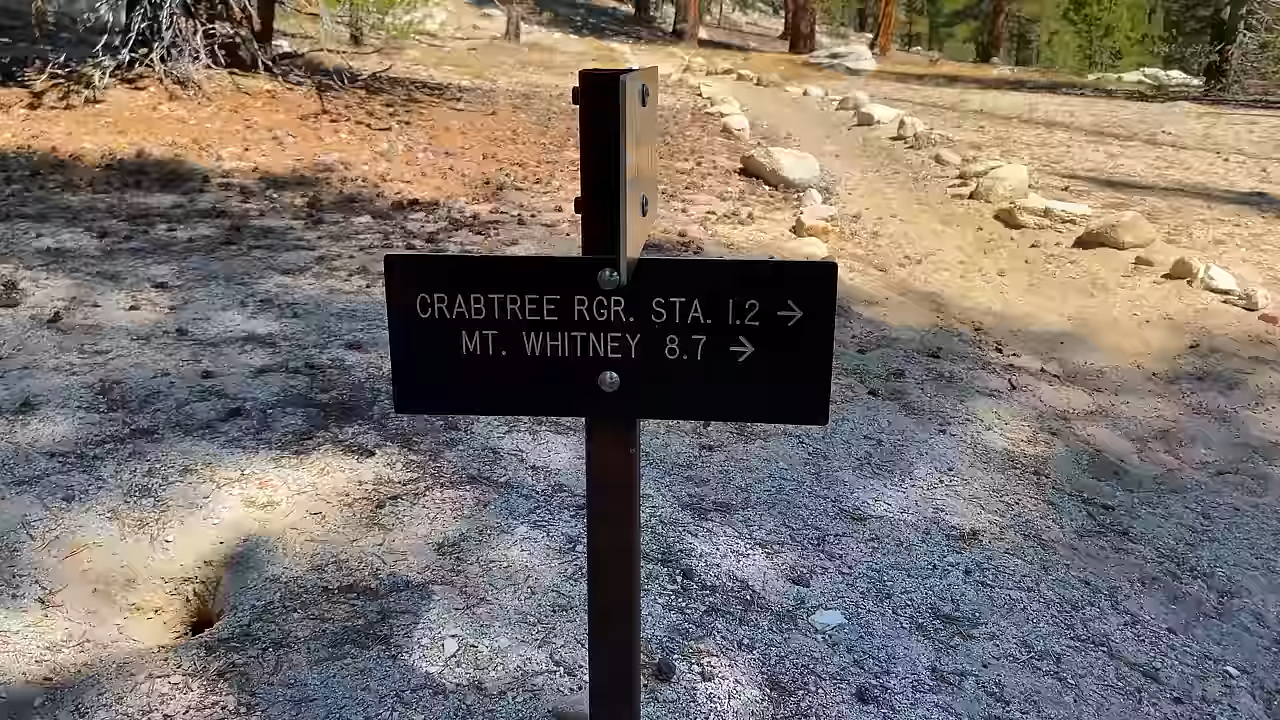 CRABTREE RGR. STA. 1.2 →
MT. WHITNEY 8.7 →